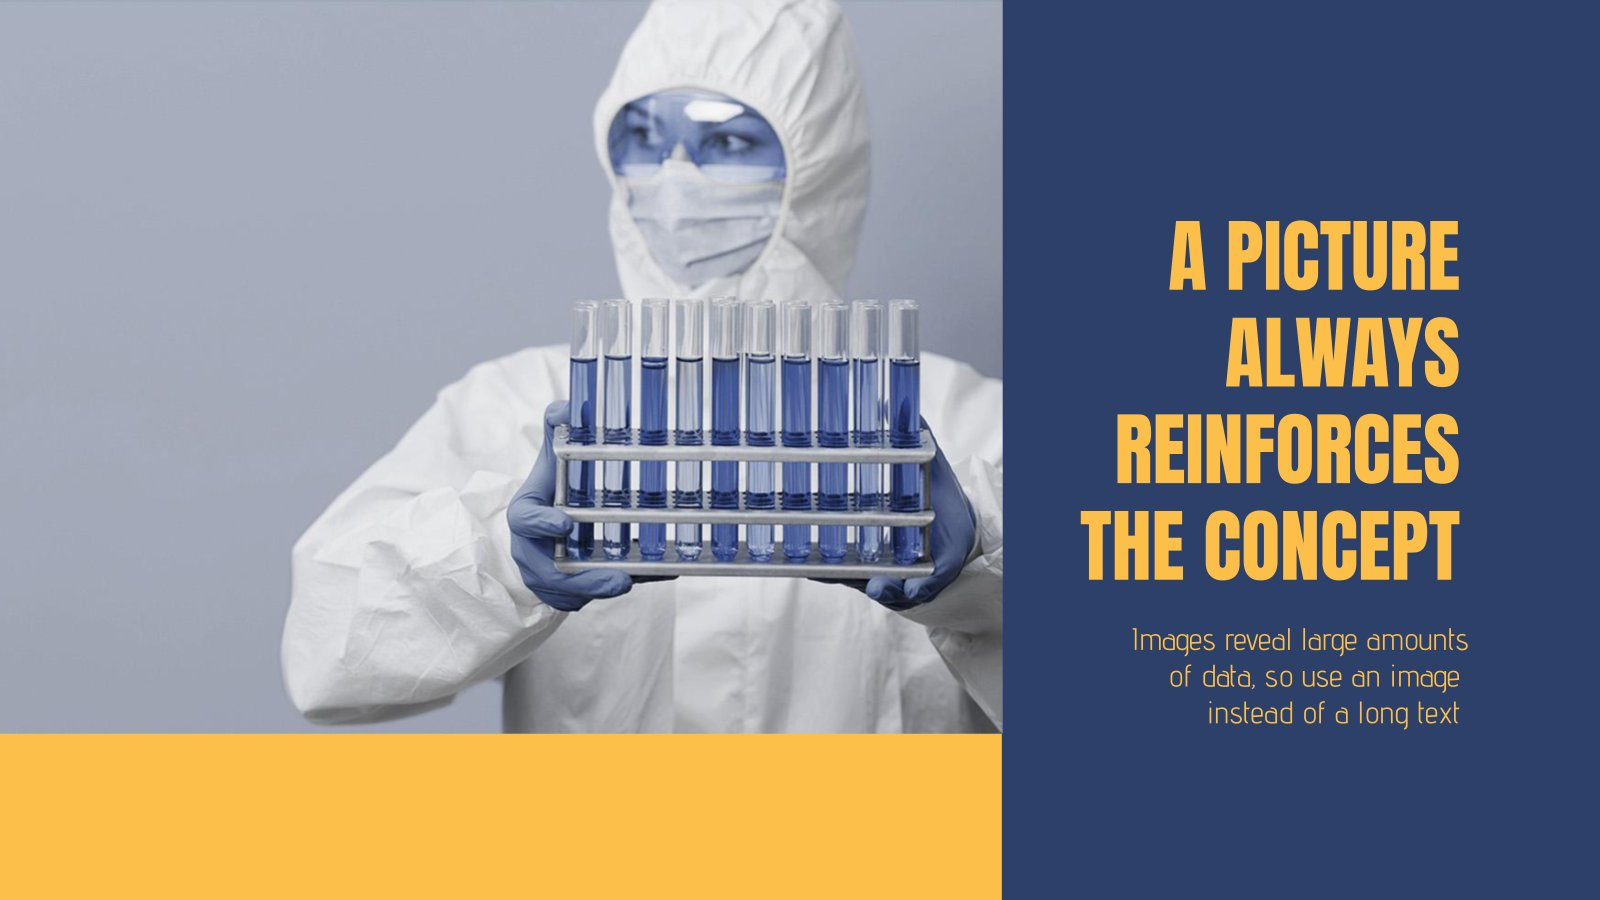 A PICTURE
ALWAYS
REINFORCES
THE CONCEPT
Images reveal large amounts
of data, so use an image
instead of a long text